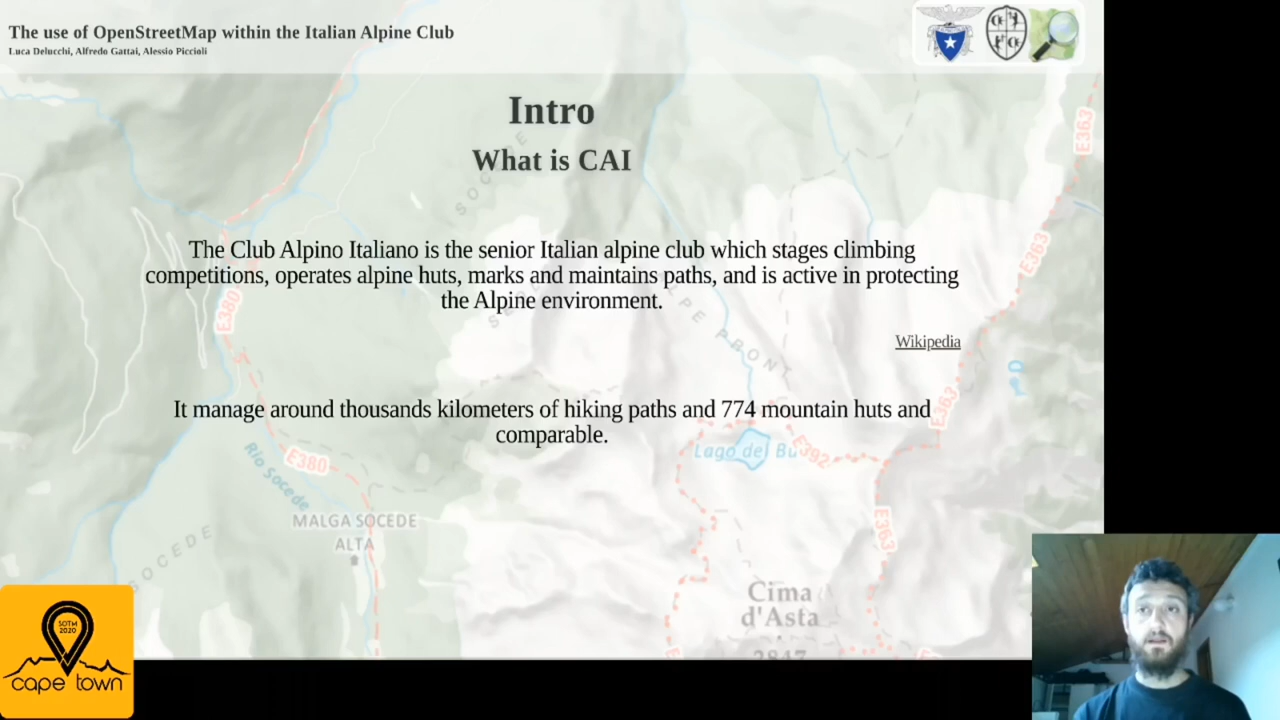 The use of OpenStreetMap within the Italian Alpine Club
Luca Delucchi, Alfredo Gattai, Alessio Piccioli
Intro
What is CAI
The Club Alpino Italiano is the senior Italian alpine club which stages climbing
competitions, operates alpine huts, marks and maintains paths, and is active in protecting
the Alpine environment.
Wikipedia
It manage around thousands kilometers of hiking paths and 774 mountain huts and
comparable.
E363
E363
E380
E363
Lago del Bu
E392
E380
Rio Socede
MALGA SOCEDE
ALTA
E363
SOCEDE
Cima
d'Asta
2847
SOTM
2020
cape town